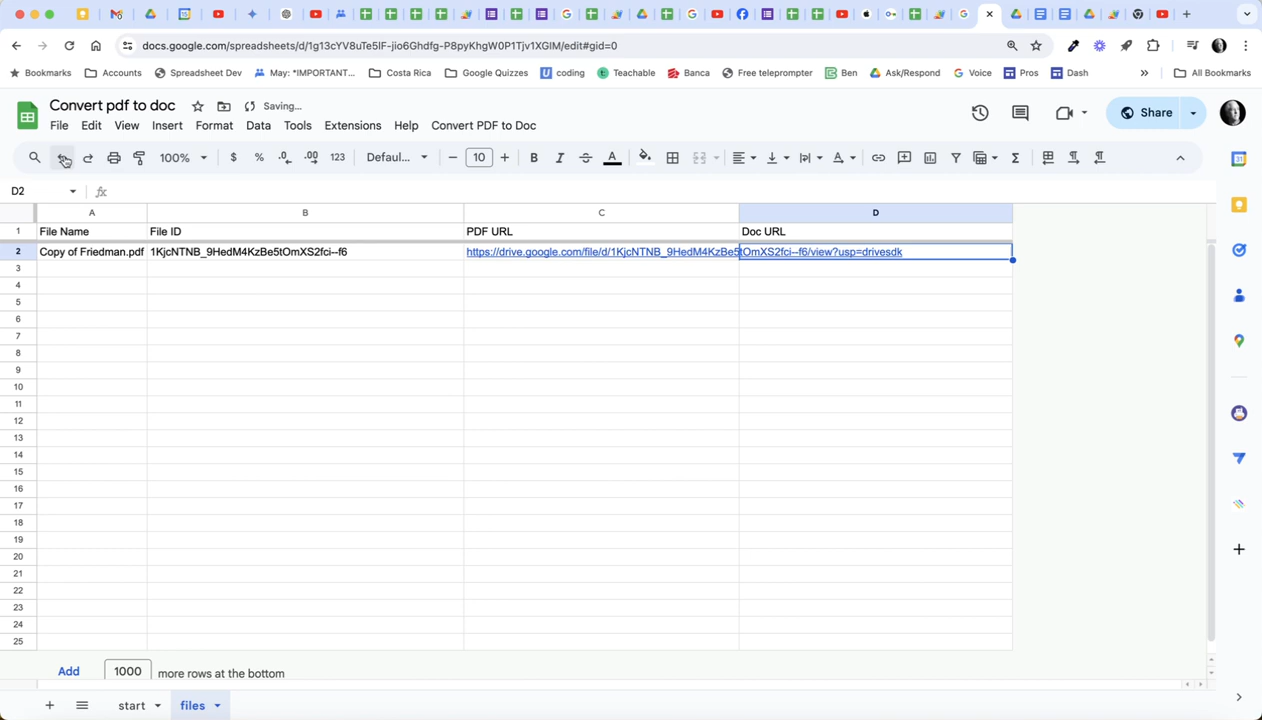 docs.google.com/spreadsheets/d/1g13cYV8uTe5IF-jio6Ghdfg-P8pyKhgW0P1Tjv1XGlM/edit#gid=0
Bookmarks Accounts Spreadsheet Dev May: *IMPORTANT... Costa Rica Google Quizzes coding Teachable Banca Free teleprompter Ben Ask/Respond Voice Pros Dash All Bookmarks
Convert pdf to doc Saving...
File Edit View Insert Format Data Tools Extensions Help Convert PDF to Doc
Share
100% $ % .0 .00 123 Defaul... 10 B I A
D2 fx
A B C D
1 File Name File ID PDF URL Doc URL
2 Copy of Friedman.pdf 1KjcNTNB_9HedM4KzBe5tOmXS2fci--f6 https://drive.google.com/file/d/1KjcNTNB_9HedM4KzBe5tOmXS2fci--f6/view?usp=drivesdk
3
4
5
6
7
8
9
10
11
12
13
14
15
16
17
18
19
20
21
22
23
24
25
Add 1000 more rows at the bottom
start files